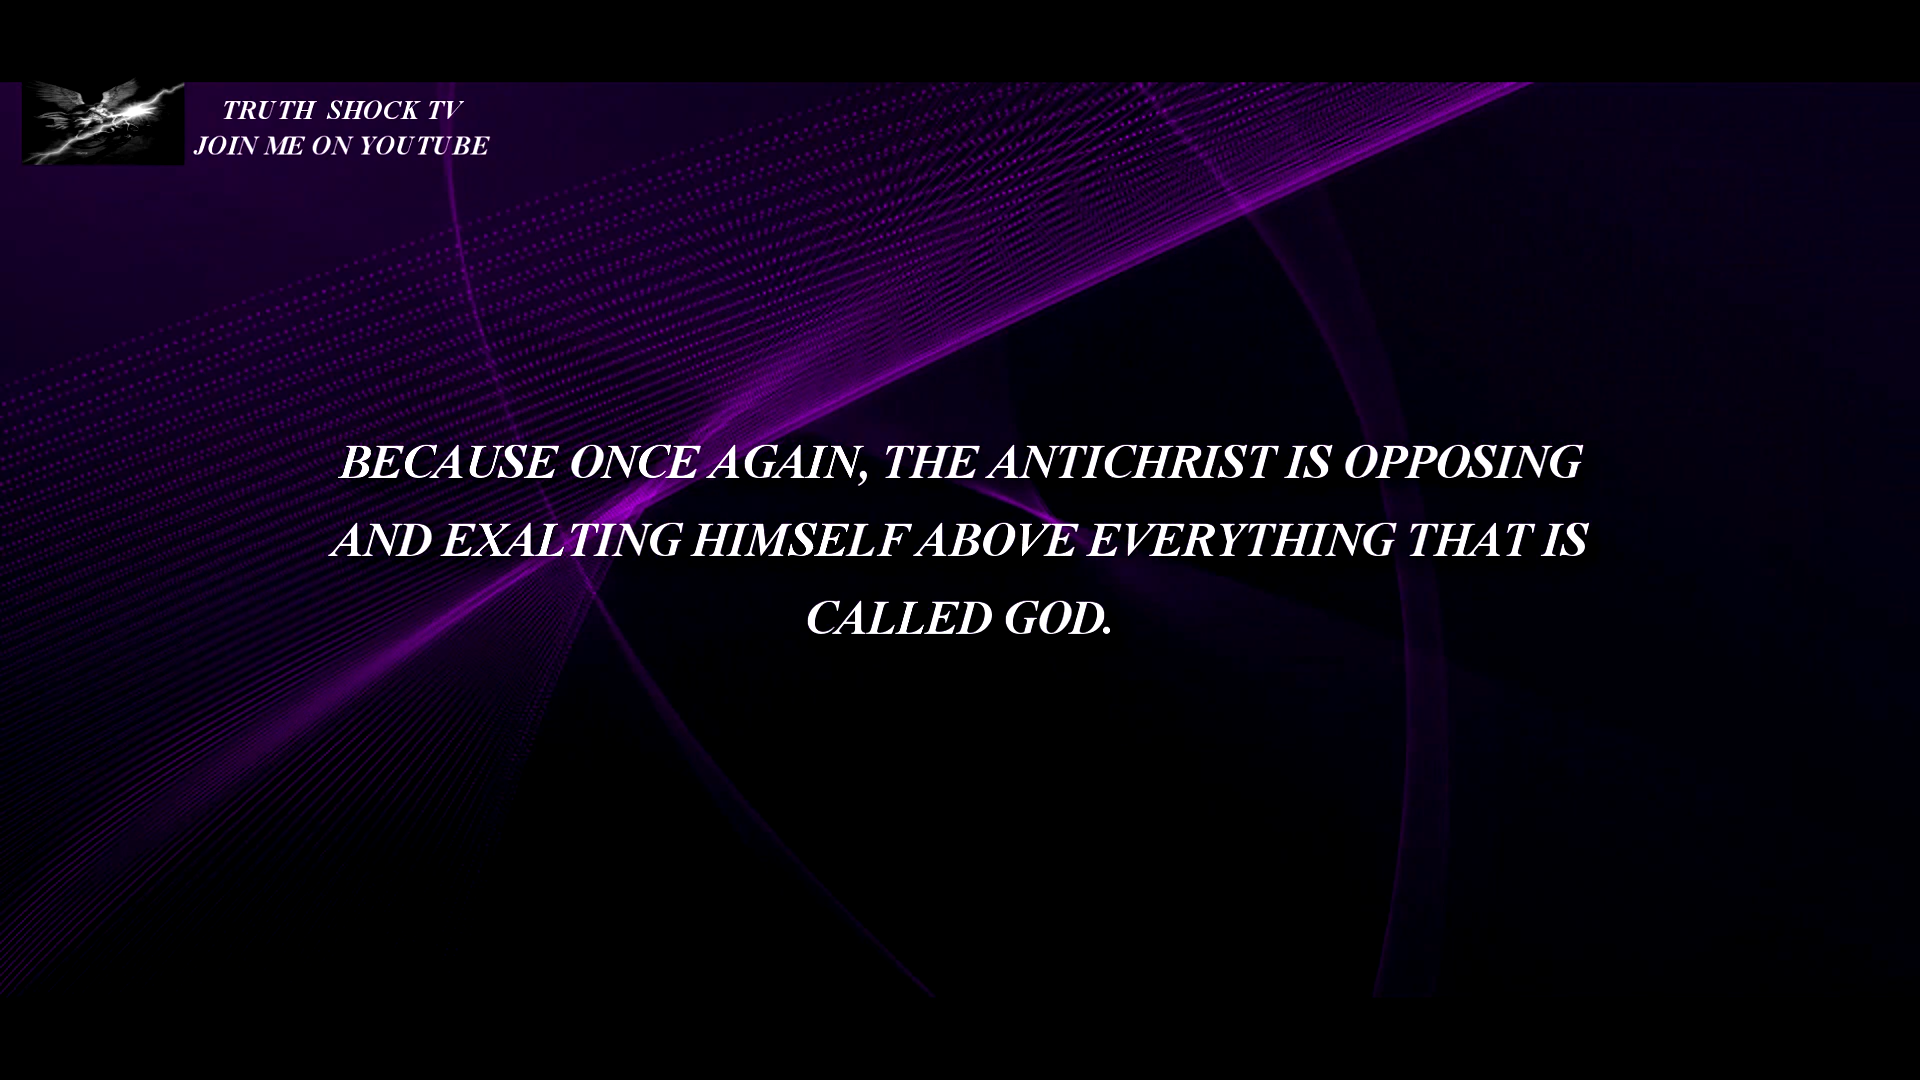 TRUTH SHOCK TV
JOIN ME ON YOUTUBE
BECAUSE ONCE AGAIN, THE ANTICHRIST IS OPPOSING
AND EXALTING HIMSELF ABOVE EVERYTHING THAT IS
CALLED GOD.